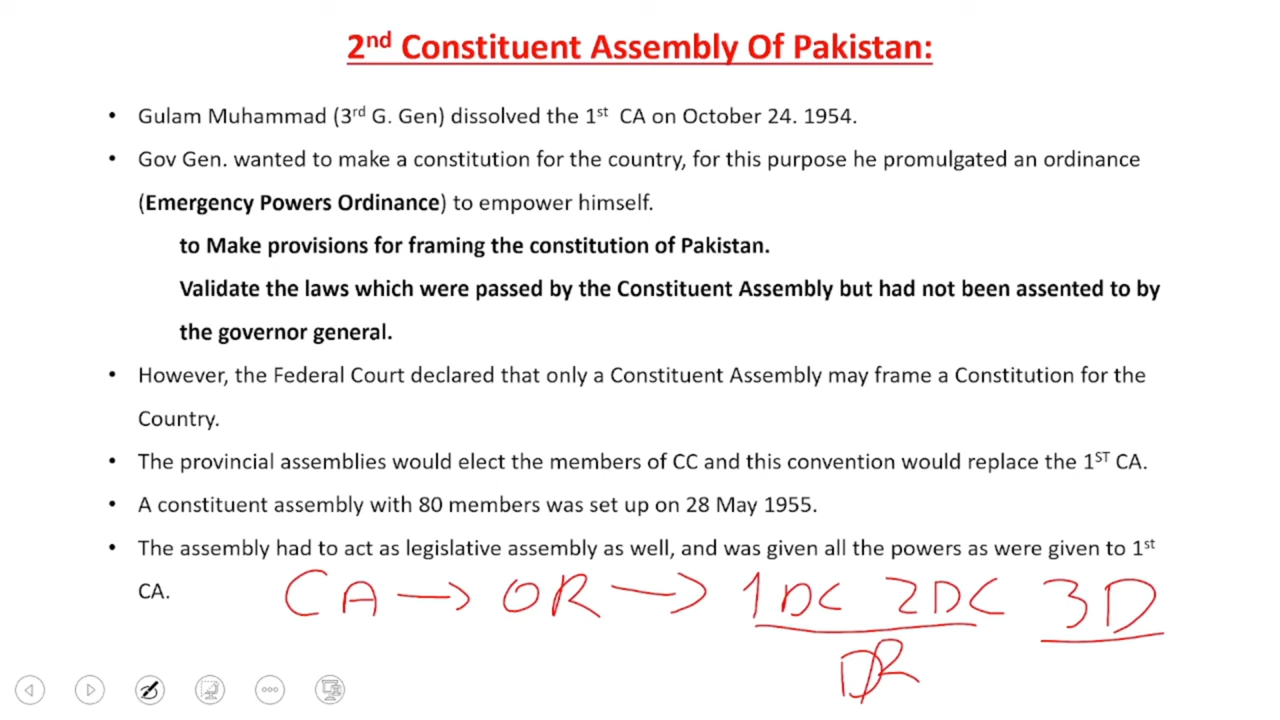 2nd Constituent Assembly Of Pakistan:
• Gulam Muhammad (3rd G. Gen) dissolved the 1st CA on October 24. 1954.
• Gov Gen. wanted to make a constitution for the country, for this purpose he promulgated an ordinance
(Emergency Powers Ordinance) to empower himself.
to Make provisions for framing the constitution of Pakistan.
Validate the laws which were passed by the Constituent Assembly but had not been assented to by
the governor general.
• However, the Federal Court declared that only a Constituent Assembly may frame a Constitution for the
Country.
• The provincial assemblies would elect the members of CC and this convention would replace the 1ST CA.
• A constituent assembly with 80 members was set up on 28 May 1955.
• The assembly had to act as legislative assembly as well, and was given all the powers as were given to 1st
CA.
CA → OR → 1DC 2DC 3D
DR